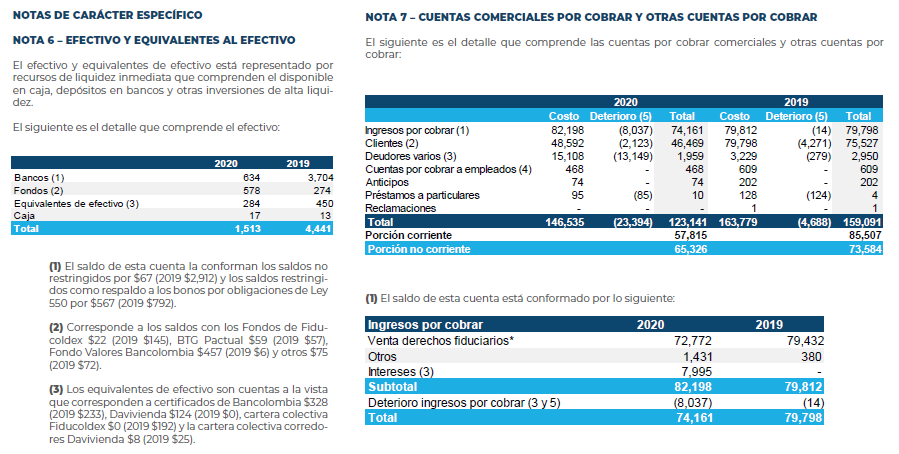 NOTAS DE CARÁCTER ESPECÍFICO
NOTA 6 – EFECTIVO Y EQUIVALENTES AL EFECTIVO
El efectivo y equivalentes de efectivo está representado por
recursos de liquidez inmediata que comprenden el disponible
en caja, depósitos en bancos y otras inversiones de alta liqui-
dez.
El siguiente es el detalle que comprende el efectivo:
2020 2019
Bancos (1) 634 3,704
Fondos (2) 578 274
Equivalentes de efectivo (3) 284 450
Caja 17 13
Total 1,513 4,441
(1) El saldo de esta cuenta la conforman los saldos no
restringidos por $67 (2019 $2,912) y los saldos restringi-
dos como respaldo a los bonos por obligaciones de Ley
550 por $567 (2019 $792).
(2) Corresponde a los saldos con los Fondos de Fidu-
coldex $22 (2019 $145), BTG Pactual $59 (2019 $57),
Fondo Valores Bancolombia $457 (2019 $6) y otros $75
(2019 $72).
(3) Los equivalentes de efectivo son cuentas a la vista
que corresponden a certificados de Bancolombia $328
(2019 $233), Davivienda $124 (2019 $0), cartera colectiva
Fiducoldex $0 (2019 $192) y la cartera colectiva corredo-
res Davivienda $8 (2019 $25).
NOTA 7 – CUENTAS COMERCIALES POR COBRAR Y OTRAS CUENTAS POR COBRAR
El siguiente es el detalle que comprende las cuentas por cobrar comerciales y otras cuentas por
cobrar:
2020 2019
Costo Deterioro (5) Total Costo Deterioro (5) Total
Ingresos por cobrar (1) 82,198 (8,037) 74,161 79,812 (14) 79,798
Clientes (2) 48,592 (2,123) 46,469 79,798 (4,271) 75,527
Deudores varios (3) 15,108 (13,149) 1,959 3,229 (279) 2,950
Cuentas por cobrar a empleados (4) 468 - 468 609 - 609
Anticipos 74 - 74 202 - 202
Préstamos a particulares 95 (85) 10 128 (124) 4
Reclamaciones - - - 1 - 1
Total 146,535 (23,394) 123,141 163,779 (4,688) 159,091
Porción corriente 57,815 85,507
Porción no corriente 65,326 73,584
(1) El saldo de esta cuenta está conformado por lo siguiente:
Ingresos por cobrar 2020 2019
Venta derechos fiduciarios* 72,772 79,432
Otros 1,431 380
Intereses (3) 7,995 -
Subtotal 82,198 79,812
Deterioro ingresos por cobrar (3 y 5) (8,037) (14)
Total 74,161 79,798